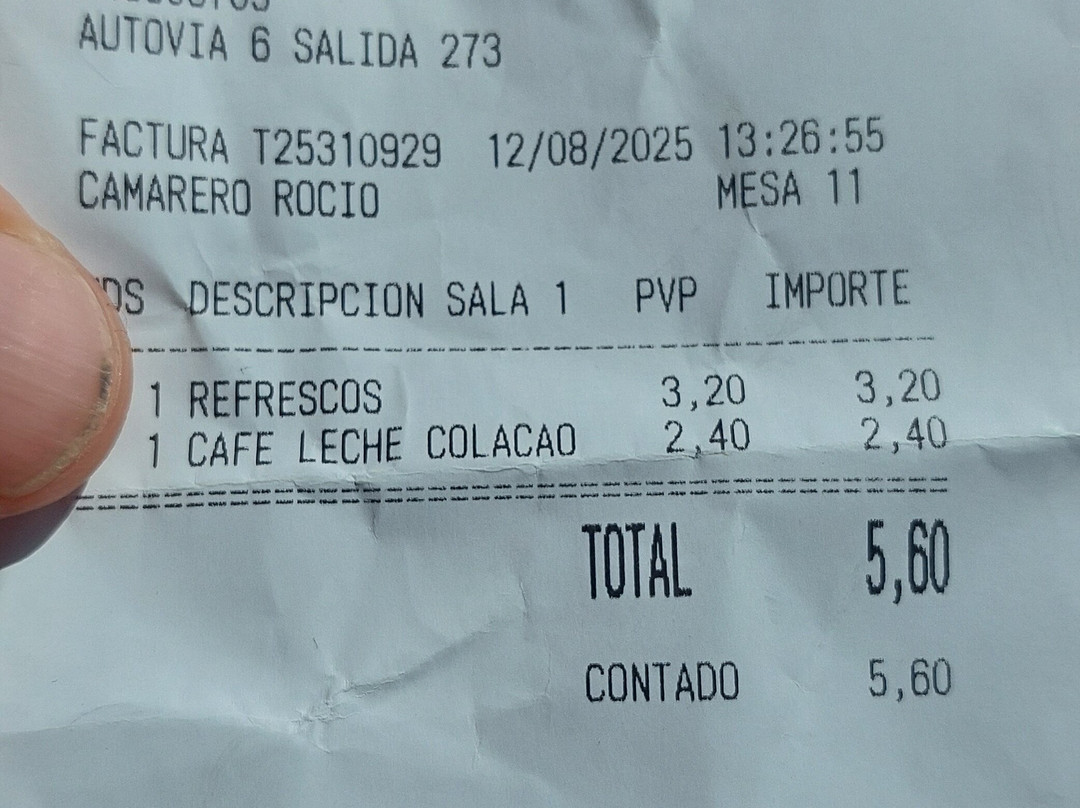 AUTOVIA 6 SALIDA 273
FACTURA T25310929 12/08/2025 13:26:55
CAMARERO ROCIO MESA 11
DS DESCRIPCION SALA 1 PVP IMPORTE
1 REFRESCOS 3,20 3,20
1 CAFE LECHE COLACAO 2,40 2,40
TOTAL 5,60
CONTADO 5,60